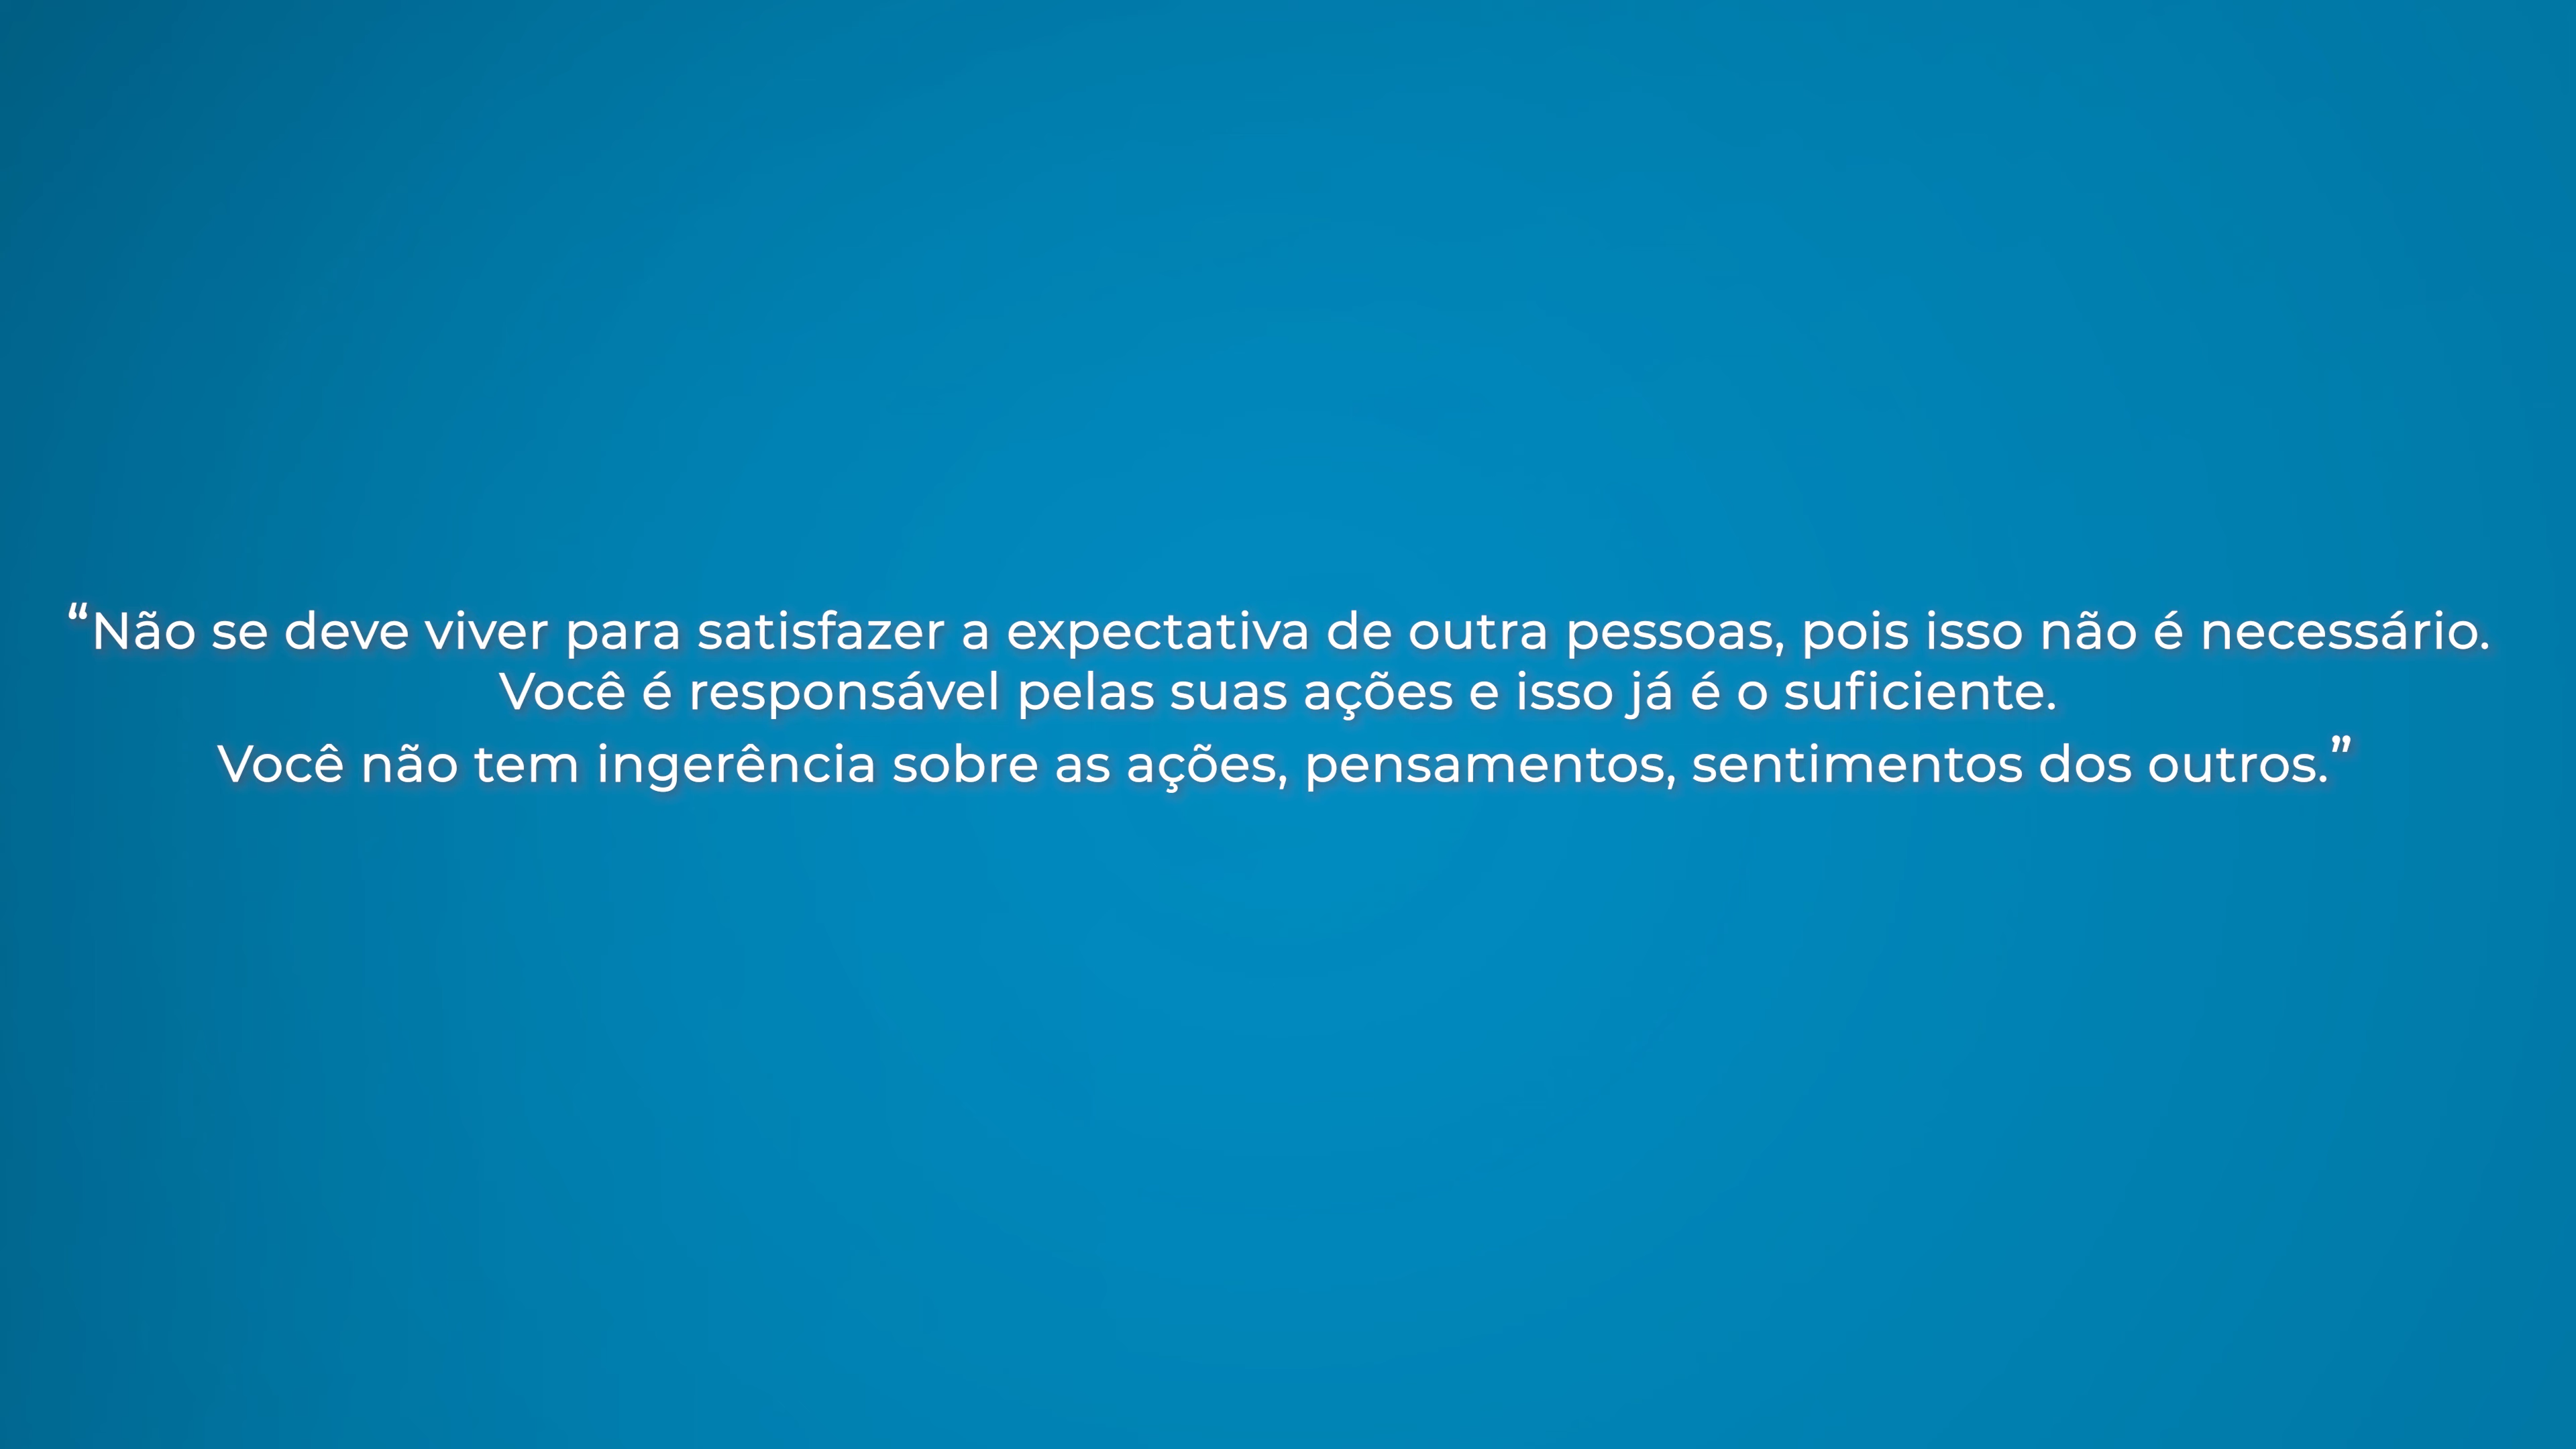 “Não se deve viver para satisfazer a expectativa de outra pessoas, pois isso não é necessário.
Você é responsável pelas suas ações e isso já é o suficiente.
Você não tem ingerência sobre as ações, pensamentos, sentimentos dos outros.”